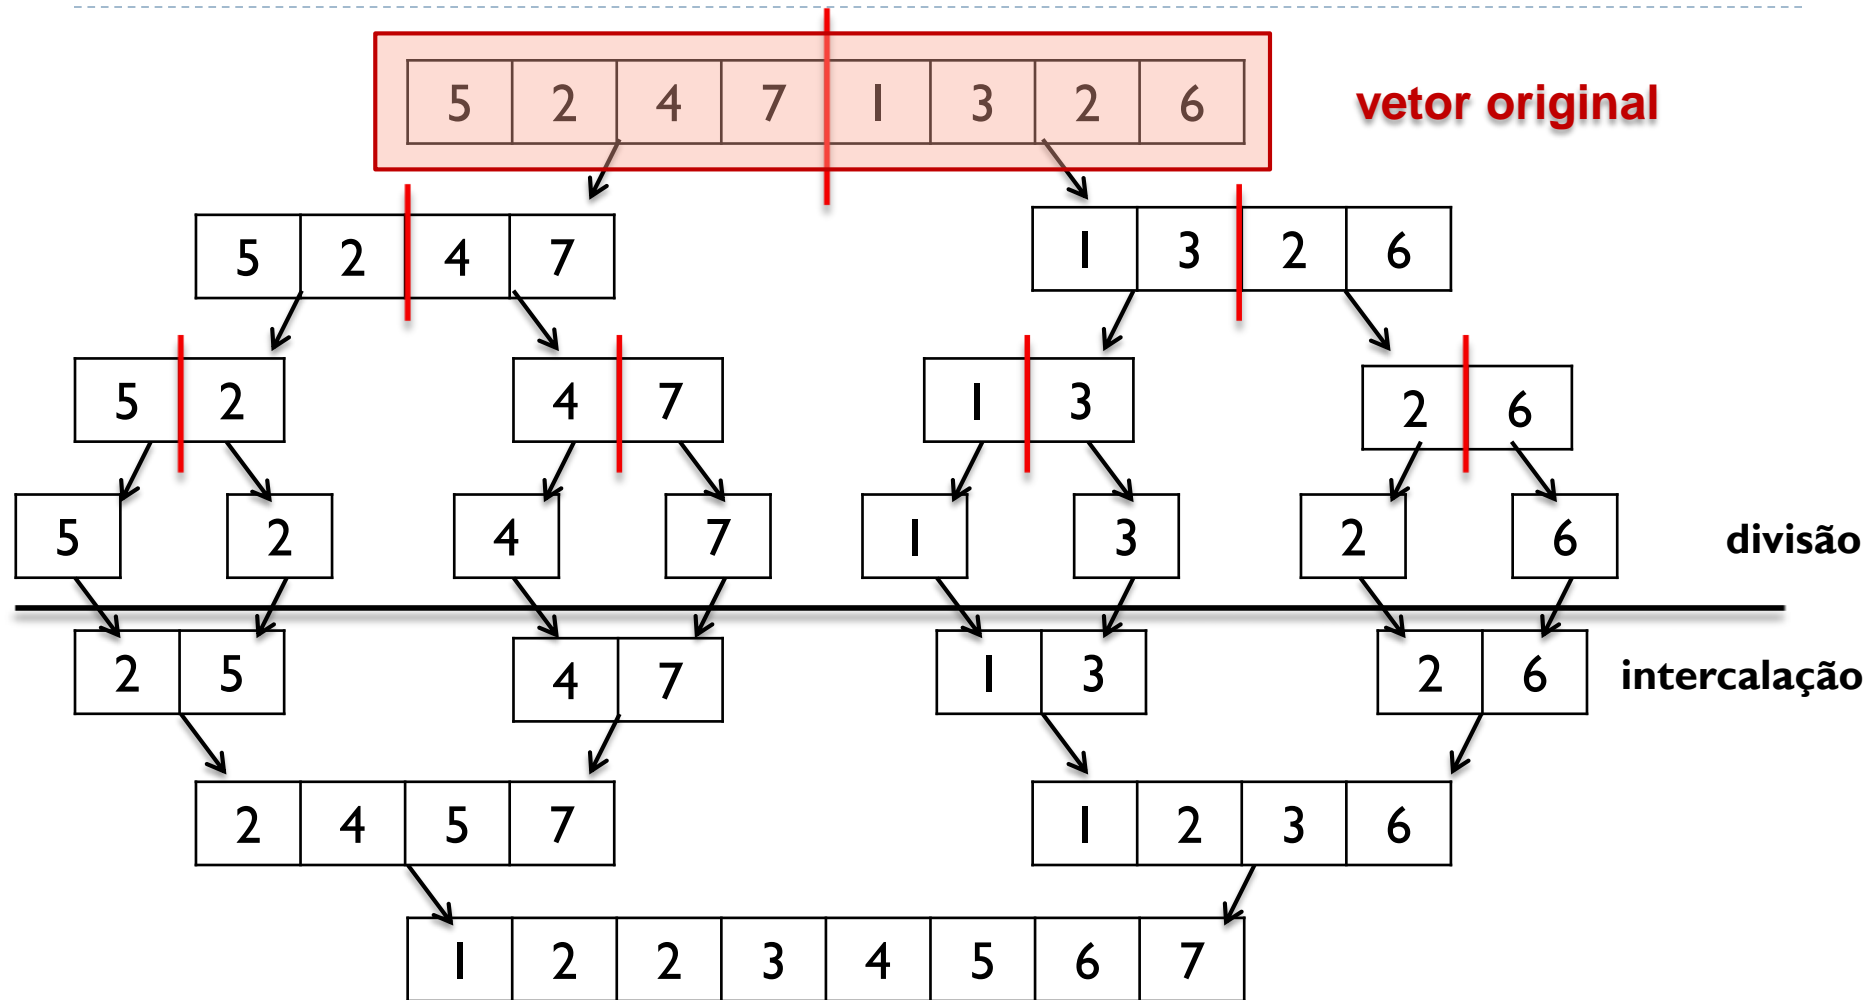 5 2 4 7 1 3 2 6 vetor original
5 2 4 7 1 3 2 6
5 2 4 7 1 3 2 6
5 2 4 7 1 3 2 6 divisão
2 5 4 7 1 3 2 6 intercalação
2 4 5 7 1 2 3 6
1 2 2 3 4 5 6 7